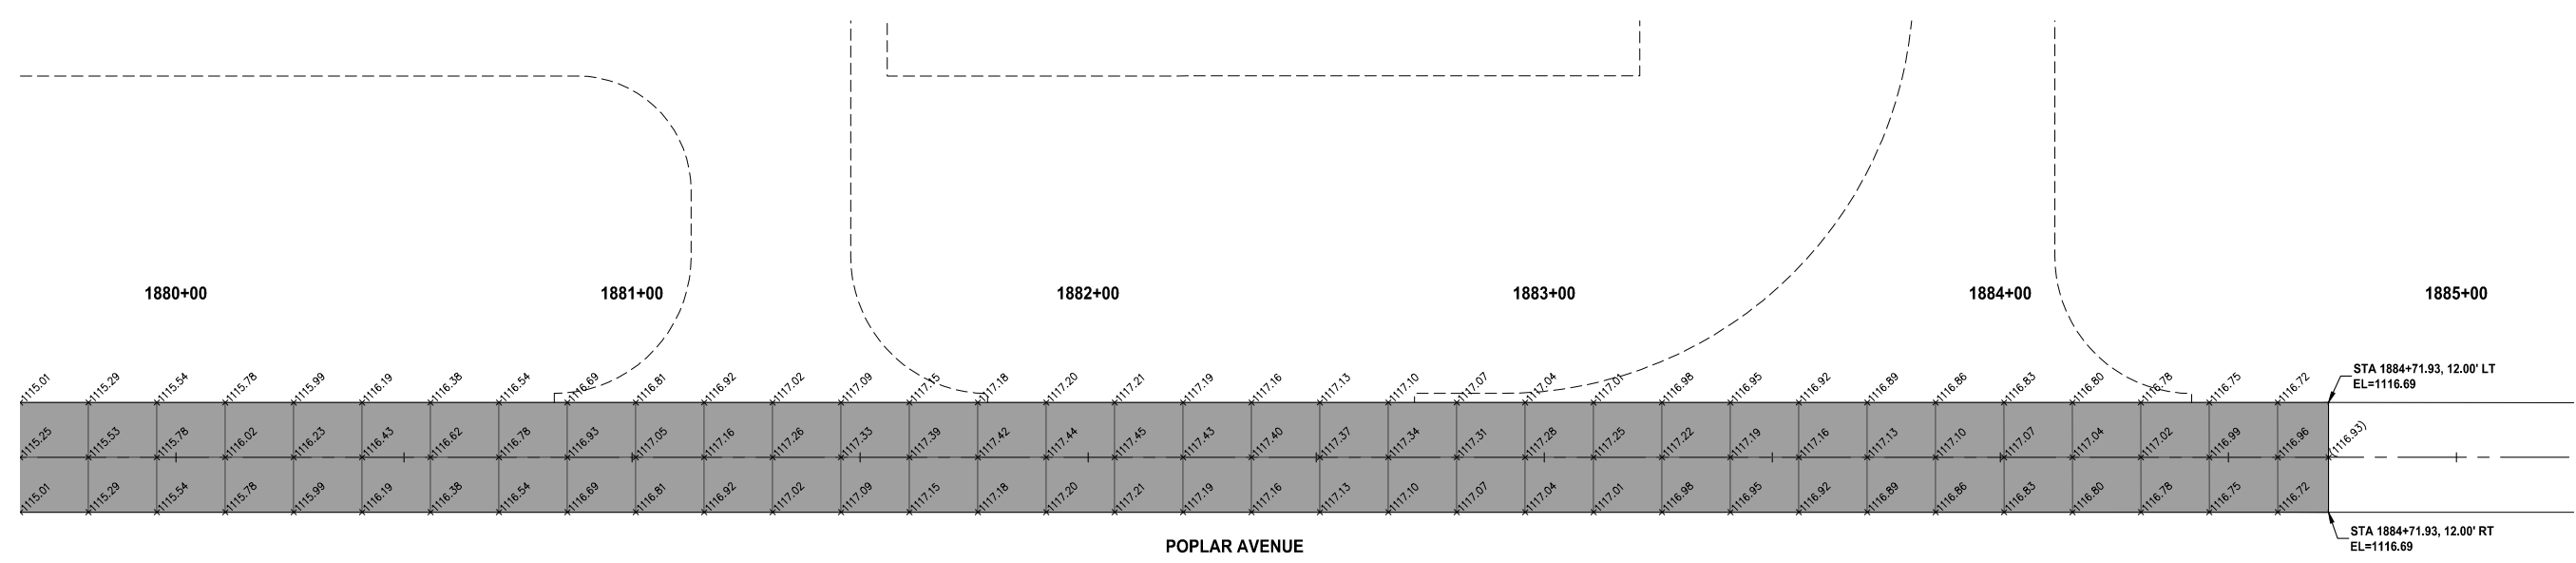 1880+00 1881+00 1882+00 1883+00 1884+00 1885+00
STA 1884+71.93, 12.00' LT
EL=1116.69
1115.01 1115.29 1115.54 1115.78 1115.99 1116.19 1116.38 1116.54 1116.69 1116.81 1116.92 1117.02 1117.09 1117.15 1117.18 1117.20 1117.21 1117.19 1117.16 1117.13 1117.10 1117.07 1117.04 1117.01 1116.98 1116.95 1116.92 1116.89 1116.86 1116.83 1116.80 1116.78 1116.75 1116.72
1115.25 1115.53 1115.78 1116.02 1116.23 1116.43 1116.62 1116.78 1116.93 1117.05 1117.16 1117.26 1117.33 1117.39 1117.42 1117.44 1117.45 1117.43 1117.40 1117.37 1117.34 1117.31 1117.28 1117.25 1117.22 1117.19 1117.16 1117.13 1117.10 1117.07 1117.04 1117.02 1116.99 1116.96 (1116.93)
1115.01 1115.29 1115.54 1115.78 1115.99 1116.19 1116.38 1116.54 1116.69 1116.81 1116.92 1117.02 1117.09 1117.15 1117.18 1117.20 1117.21 1117.19 1117.16 1117.13 1117.10 1117.07 1117.04 1117.01 1116.98 1116.95 1116.92 1116.89 1116.86 1116.83 1116.80 1116.78 1116.75 1116.72
STA 1884+71.93, 12.00' RT
EL=1116.69
POPLAR AVENUE